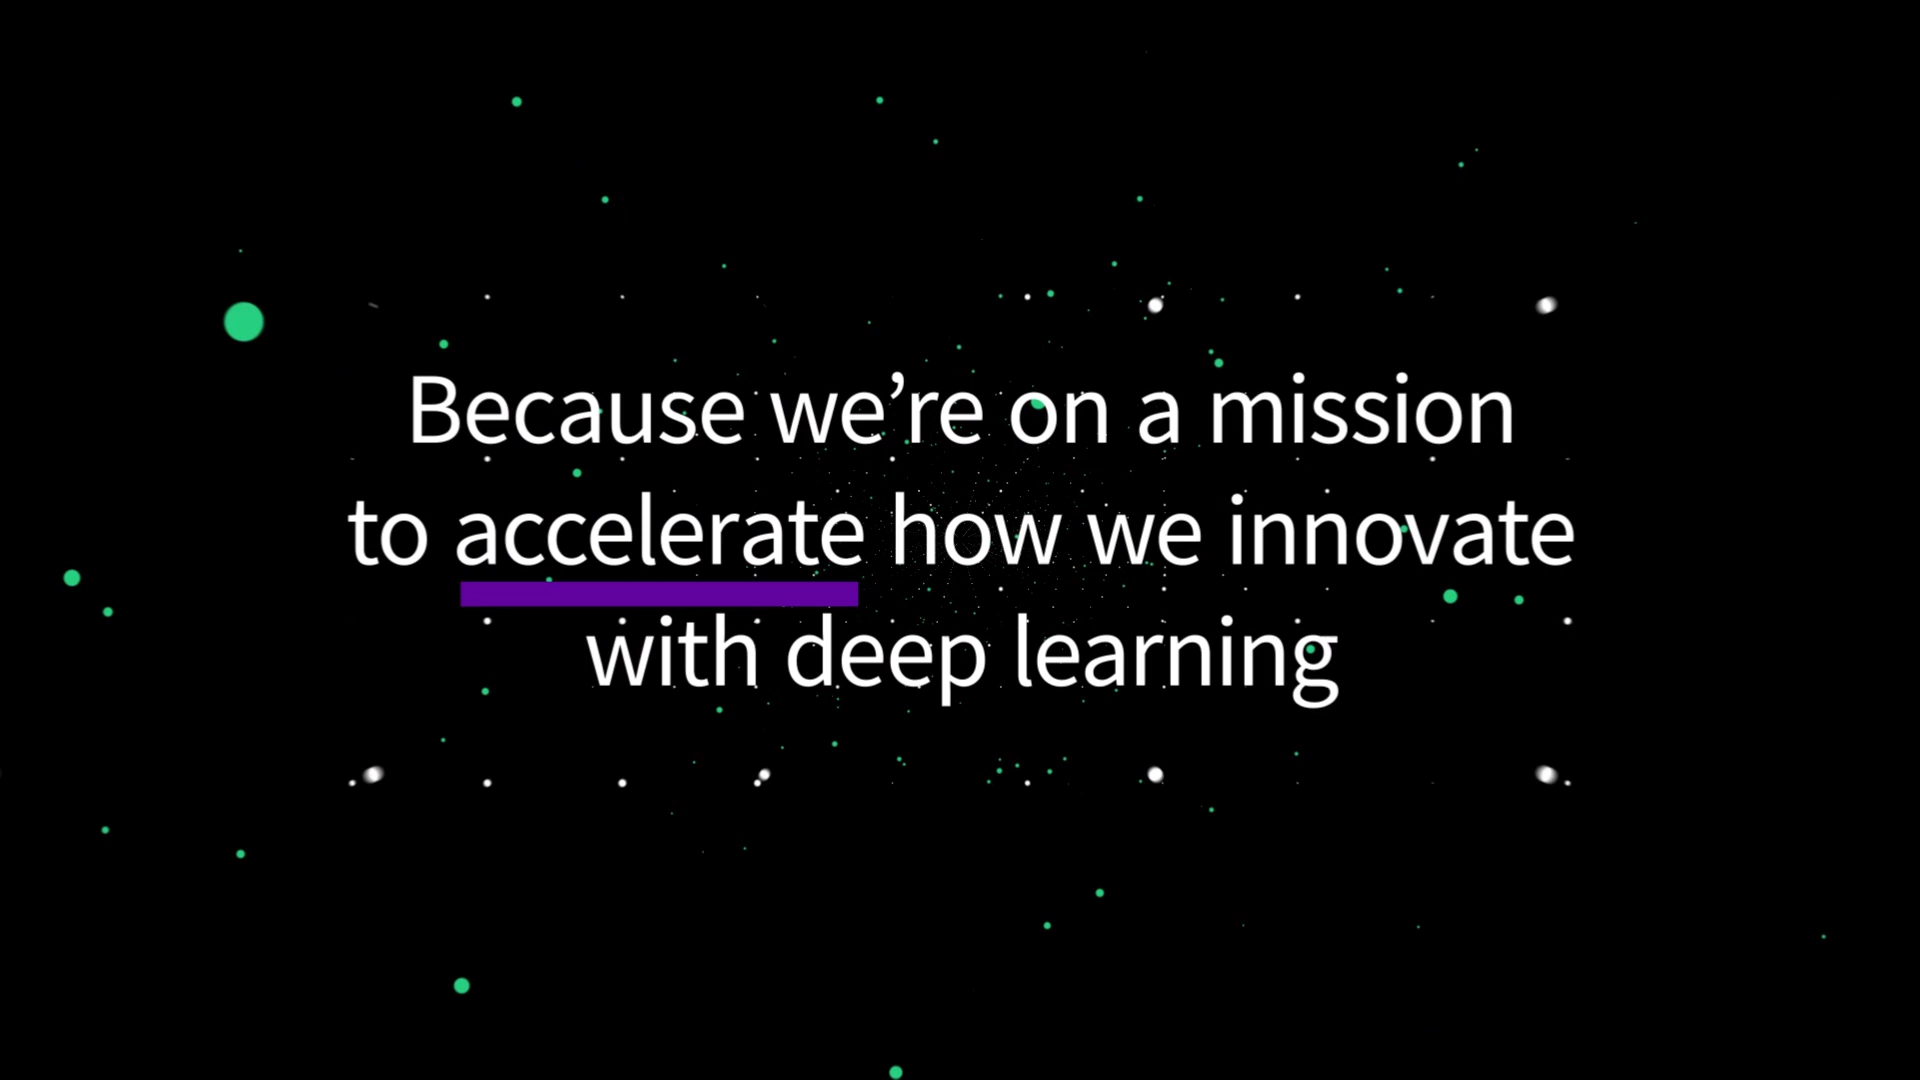 Because we’re on a mission
to accelerate how we innovate
with deep learning